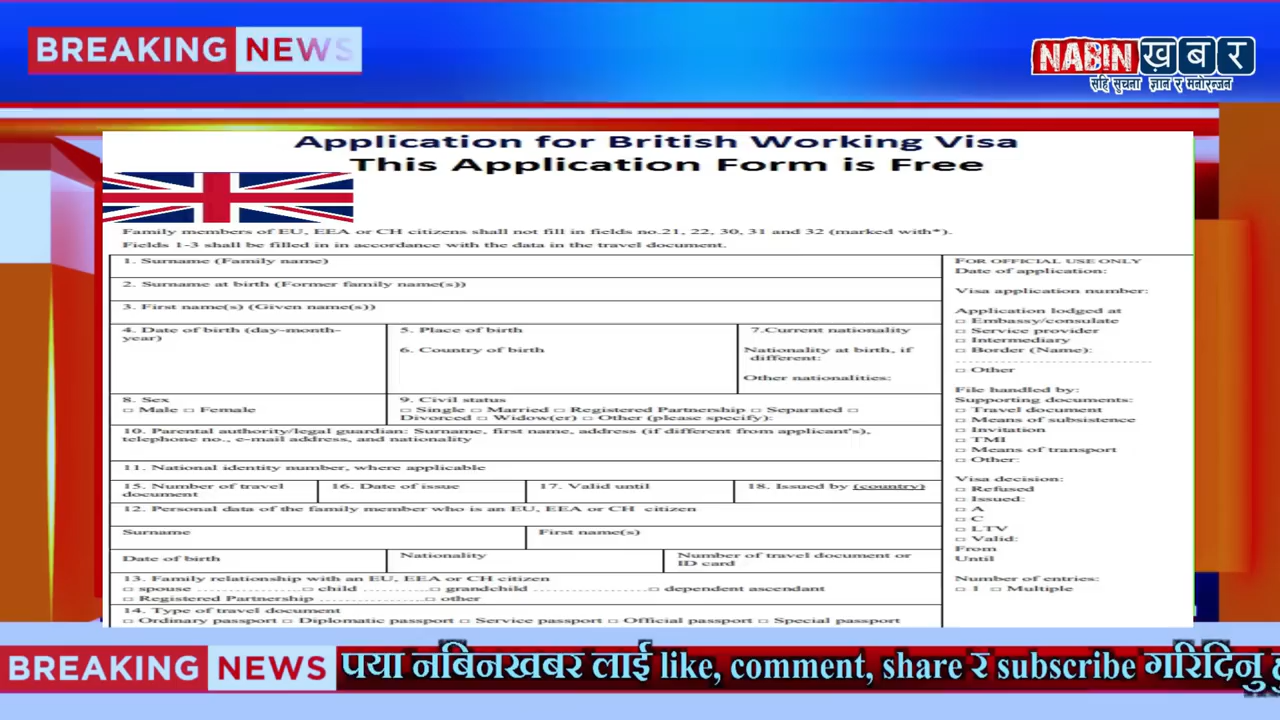 BREAKING NEWS
NABIN ख़बर
सहि सुचना ज्ञान र मनोरन्जन
Application for British Working Visa
This Application Form is Free
Family members of EU, EEA or CH citizens shall not fill in fields no.21, 22, 30, 31 and 32 (marked with*).
Fields 1-3 shall be filled in in accordance with the data in the travel document.
1. Surname (Family name)
2. Surname at birth (Former family name(s))
3. First name(s) (Given name(s))
4. Date of birth (day-month-
year)
5. Place of birth
6. Country of birth
7.Current nationality
Nationality at birth, if
different:
Other nationalities:
8. Sex
□ Male □ Female
9. Civil status
□ Single □ Married □ Registered Partnership □ Separated □
Divorced □ Widow(er) □ Other (please specify):
10. Parental authority/legal guardian: Surname, first name, address (if different from applicant's),
telephone no., e-mail address, and nationality
11. National identity number, where applicable
15. Number of travel
document
16. Date of issue
17. Valid until
18. Issued by (country)
12. Personal data of the family member who is an EU, EEA or CH citizen
Surname
First name(s)
Date of birth
Nationality
Number of travel document or
ID card
13. Family relationship with an EU, EEA or CH citizen
□ spouse ........................□ child .....................□ grandchild ...........................□ dependent ascendant
□ Registered Partnership ........................□ other
14. Type of travel document
□ Ordinary passport □ Diplomatic passport □ Service passport □ Official passport □ Special passport
FOR OFFICIAL USE ONLY
Date of application:
Visa application number:
Application lodged at
□ Embassy/consulate
□ Service provider
□ Intermediary
□ Border (Name):
□ Other
File handled by:
Supporting documents:
□ Travel document
□ Means of subsistence
□ Invitation
□ TMI
□ Means of transport
□ Other:
Visa decision:
□ Refused
□ Issued:
□ A
□ C
□ LTV
□ Valid:
From
Until
Number of entries:
□ 1 □ Multiple
BREAKING NEWS पया नबिनखबर लाई like, comment, share र subscribe गरिदिनु